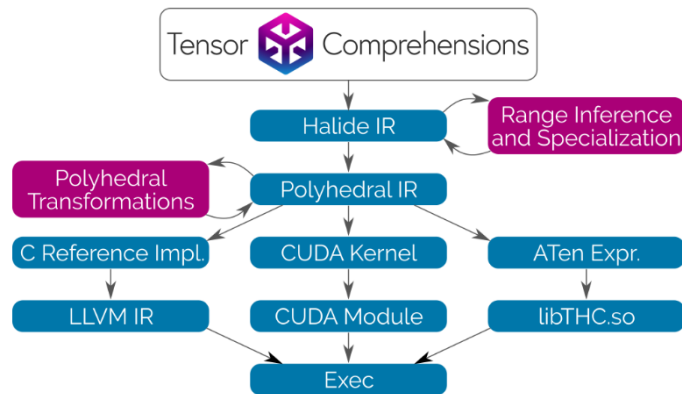 Tensor Comprehensions
Halide IR
Range Inference
and Specialization
Polyhedral
Transformations
Polyhedral IR
C Reference Impl.
CUDA Kernel
ATen Expr.
LLVM IR
CUDA Module
libTHC.so
Exec